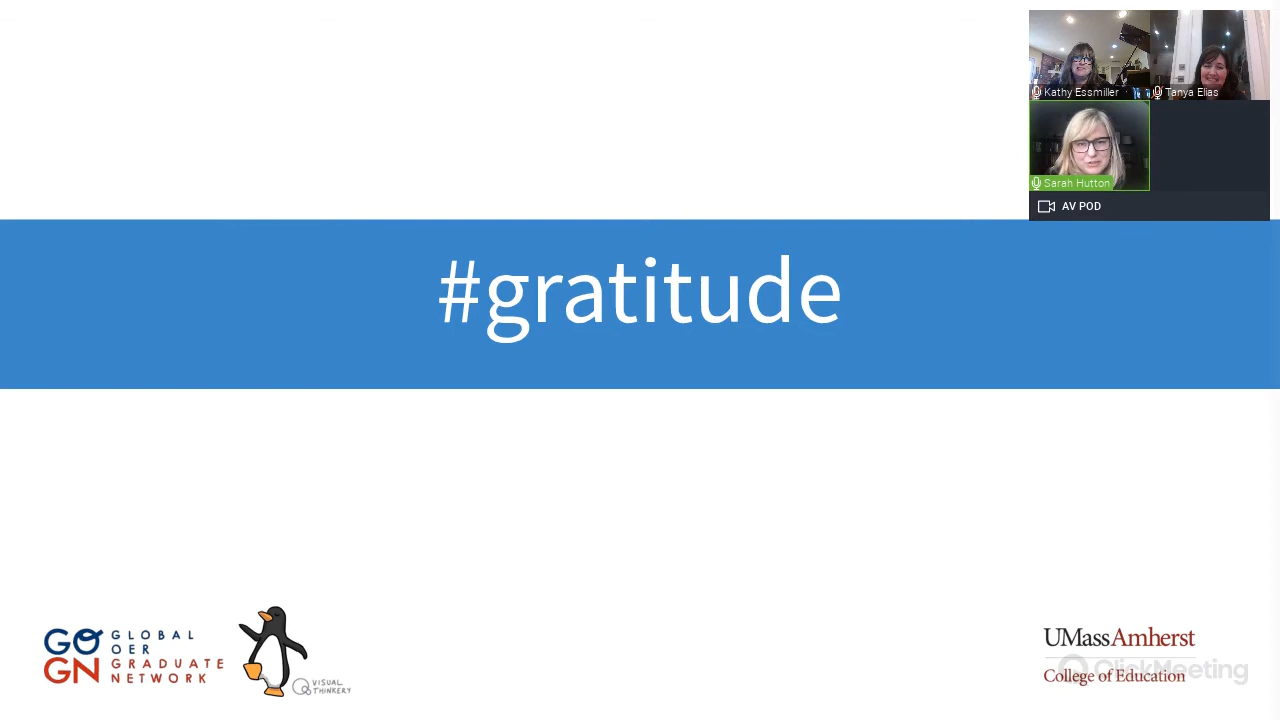 Kathy Essmiller
Tanya Elias
Sarah Hutton
AV POD
#gratitude
GO
GN
GLOBAL
OER
GRADUATE
NETWORK
VISUAL
THINKERY
UMassAmherst
College of Education
ClickMeeting